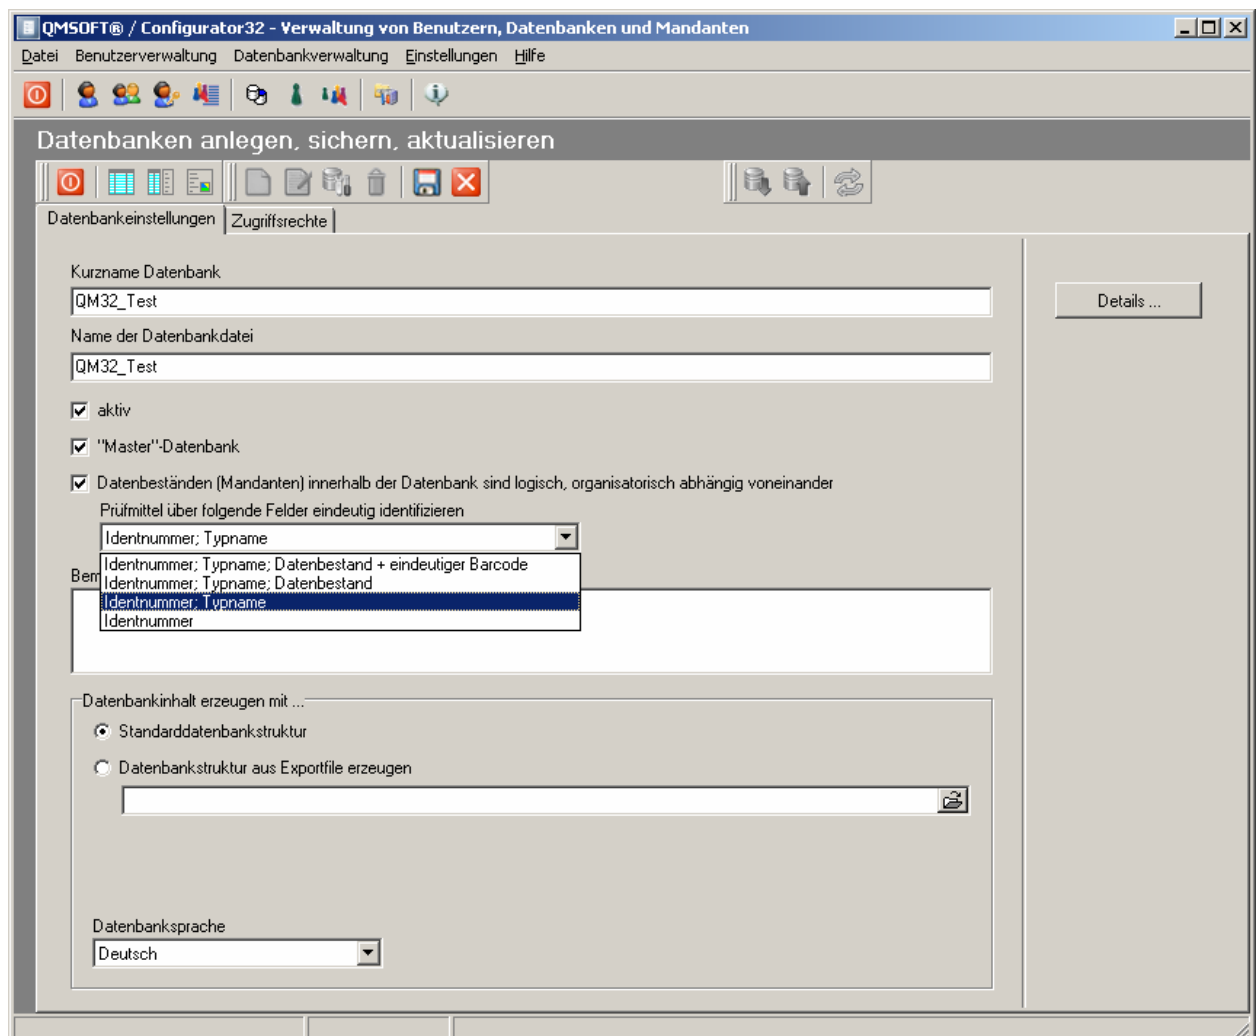 QMSOFT® / Configurator32 - Verwaltung von Benutzern, Datenbanken und Mandanten
Datei Benutzerverwaltung Datenbankverwaltung Einstellungen Hilfe
Datenbanken anlegen, sichern, aktualisieren
Datenbankeinstellungen Zugriffsrechte
Kurzname Datenbank
QM32_Test
Details ...
Name der Datenbankdatei
QM32_Test
aktiv
"Master"-Datenbank
Datenbeständen (Mandanten) innerhalb der Datenbank sind logisch, organisatorisch abhängig voneinander
Prüfmittel über folgende Felder eindeutig identifizieren
Identnummer; Typname
Identnummer; Typname; Datenbestand + eindeutiger Barcode
Identnummer; Typname; Datenbestand
Identnummer; Typname
Identnummer
Datenbankinhalt erzeugen mit ...
Standarddatenbankstruktur
Datenbankstruktur aus Exportfile erzeugen
Datenbanksprache
Deutsch